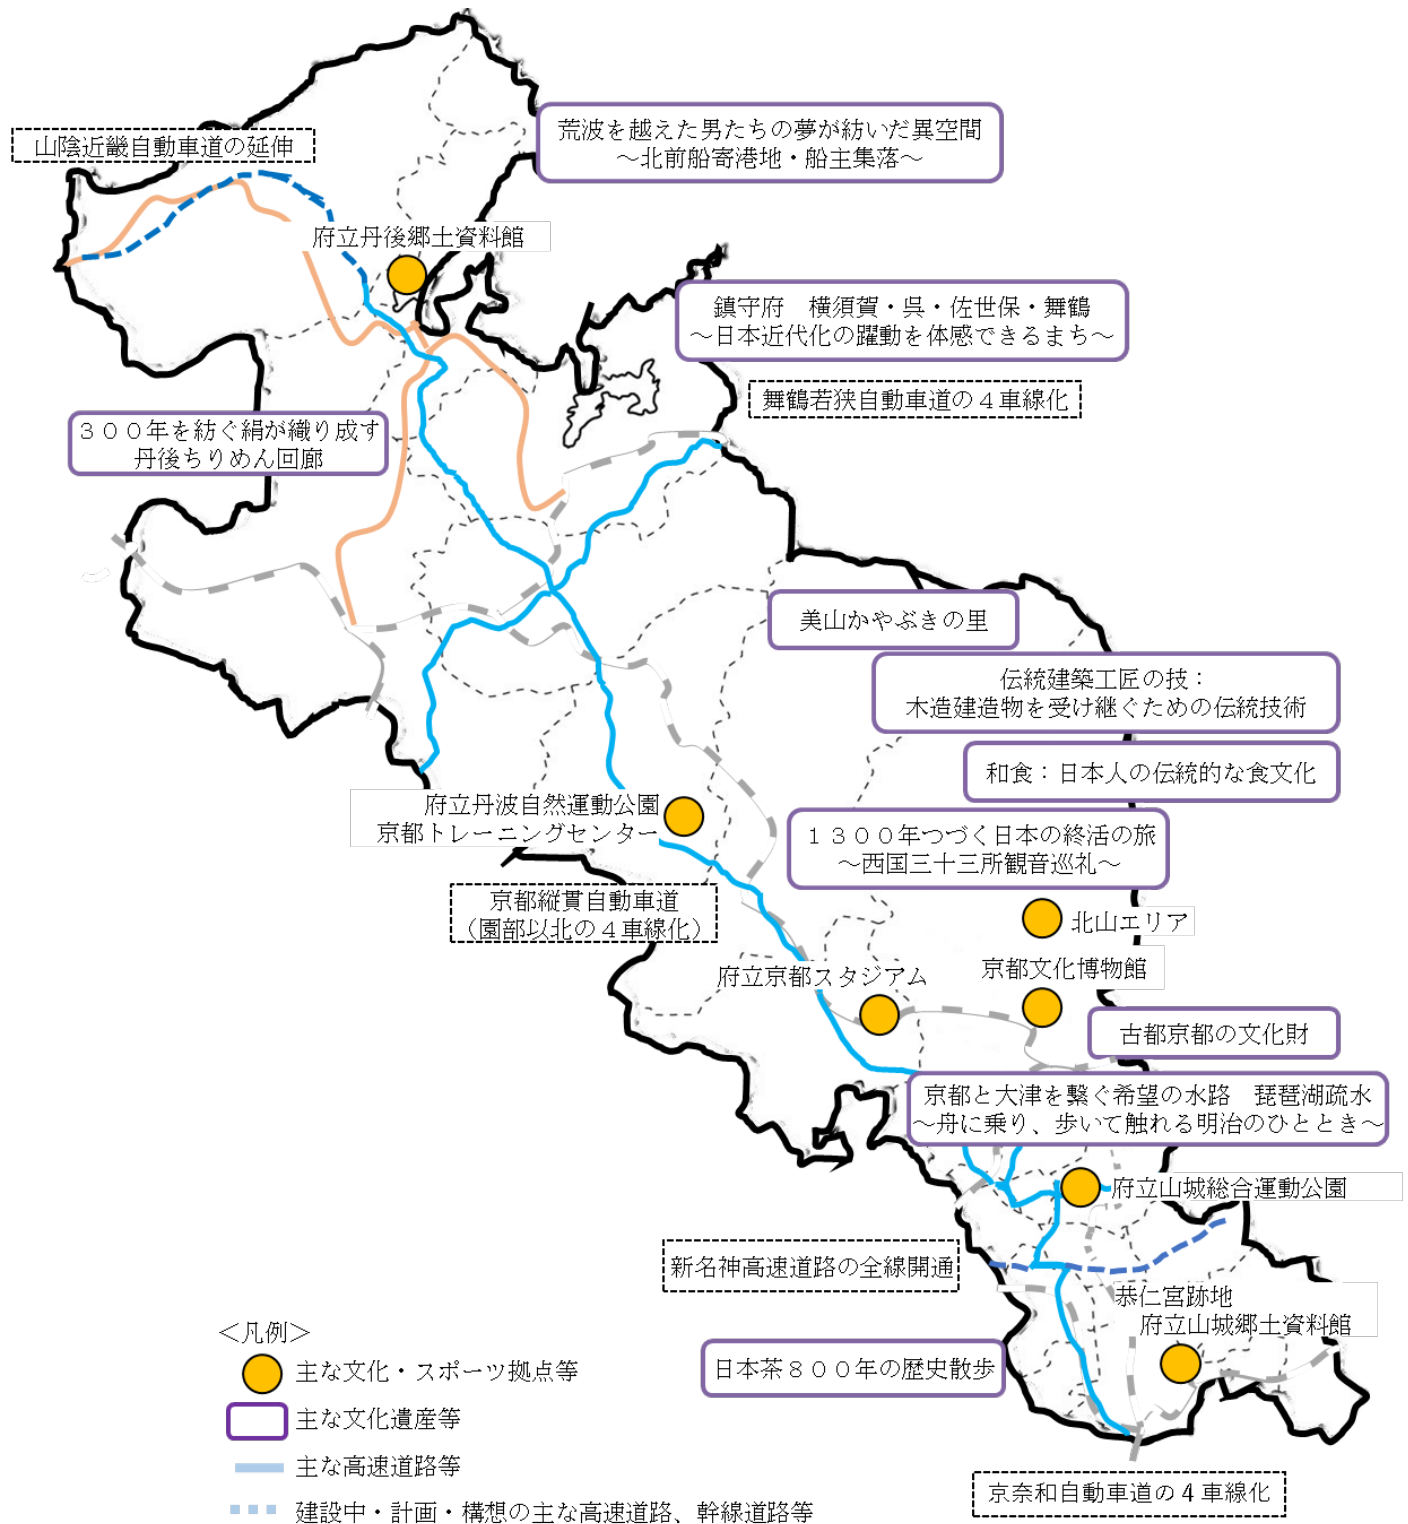 荒波を越えた男たちの夢が紡いだ異空間
～北前船寄港地・船主集落～
山陰近畿自動車道の延伸
府立丹後郷土資料館
鎮守府　横須賀・呉・佐世保・舞鶴
～日本近代化の躍動を体感できるまち～
舞鶴若狭自動車道の４車線化
３００年を紡ぐ絹が織り成す
丹後ちりめん回廊
美山かやぶきの里
伝統建築工匠の技：
木造建造物を受け継ぐための伝統技術
和食：日本人の伝統的な食文化
府立丹波自然運動公園
京都トレーニングセンター
１３００年つづく日本の終活の旅
～西国三十三所観音巡礼～
京都縦貫自動車道
（園部以北の４車線化）
北山エリア
府立京都スタジアム
京都文化博物館
古都京都の文化財
京都と大津を繋ぐ希望の水路　琵琶湖疏水
～舟に乗り、歩いて触れる明治のひととき～
府立山城総合運動公園
新名神高速道路の全線開通
恭仁宮跡地
府立山城郷土資料館
日本茶８００年の歴史散歩
京奈和自動車道の４車線化
＜凡例＞
主な文化・スポーツ拠点等
主な文化遺産等
主な高速道路等
建設中・計画・構想の主な高速道路、幹線道路等